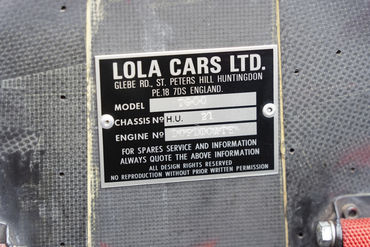 LOLA CARS LTD.
GLEBE RD., ST. PETERS HILL HUNTINGDON
PE.18 7DS ENGLAND.
MODEL T900
CHASSIS Nº H.U. 21
ENGINE Nº
FOR SPARES SERVICE AND INFORMATION
ALWAYS QUOTE THE ABOVE INFORMATION
ALL DESIGN RIGHTS RESERVED
NO REPRODUCTION WITHOUT PRIOR WRITTEN PERMISSION